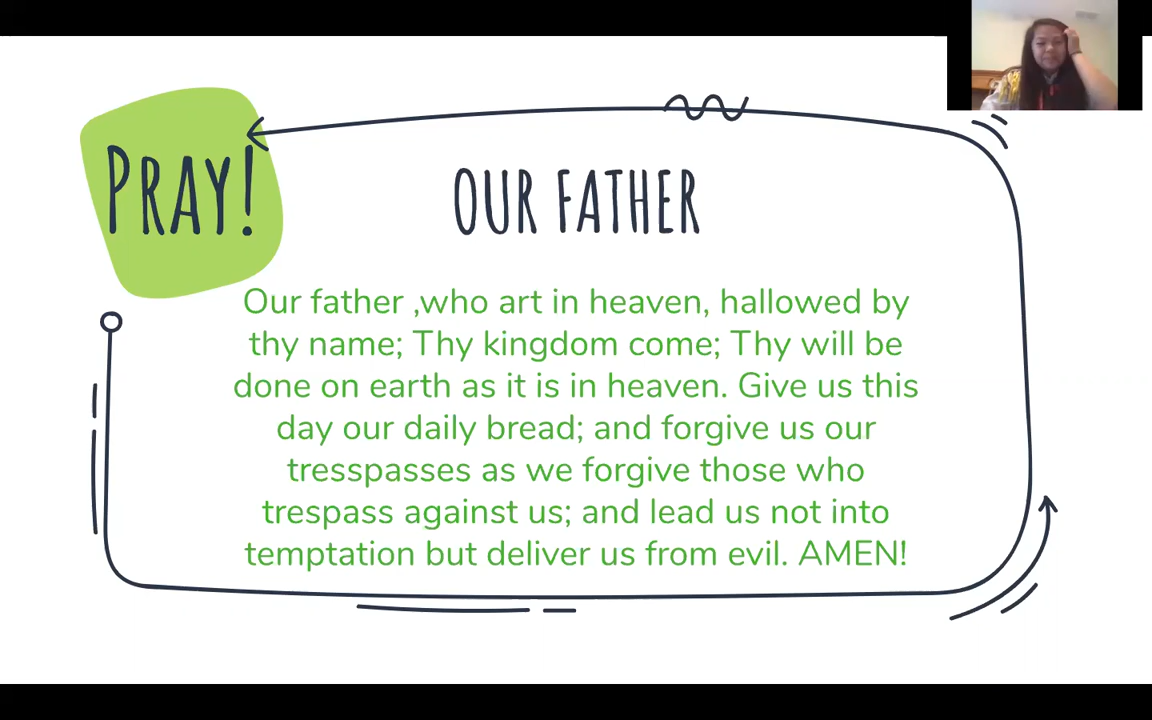 PRAY!
OUR FATHER
Our father ,who art in heaven, hallowed by
thy name; Thy kingdom come; Thy will be
done on earth as it is in heaven. Give us this
day our daily bread; and forgive us our
tresspasses as we forgive those who
trespass against us; and lead us not into
temptation but deliver us from evil. AMEN!